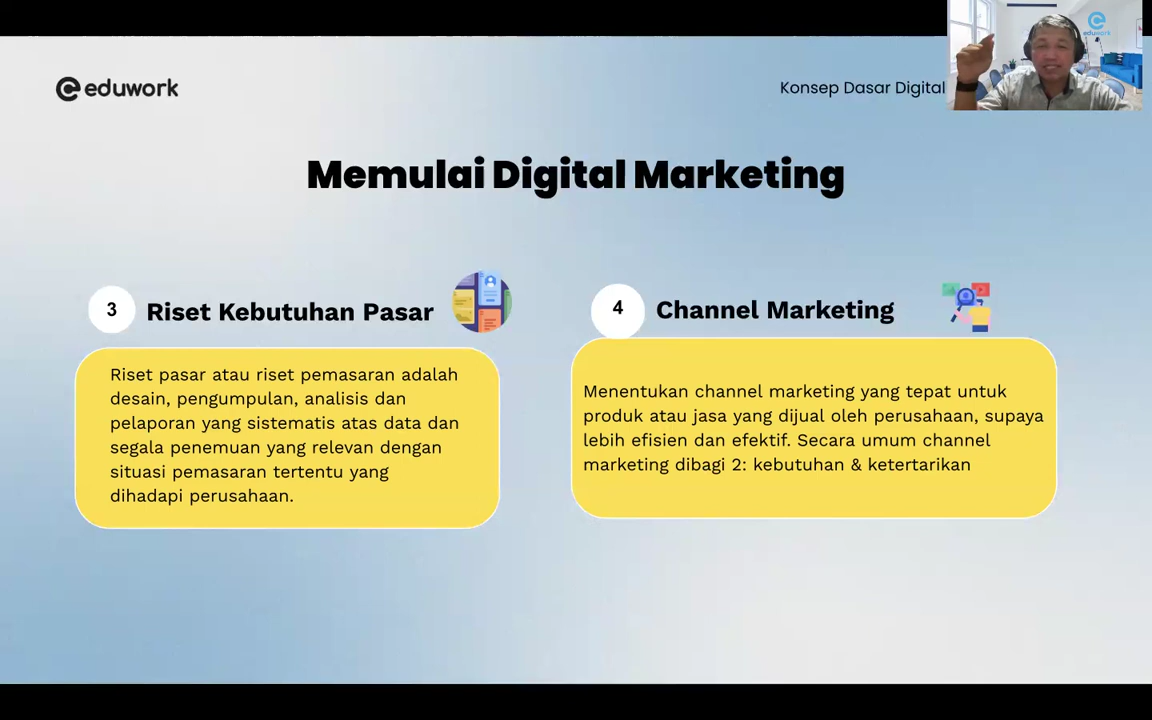 eduwork
Konsep Dasar Digital
eduwork
Memulai Digital Marketing
3
Riset Kebutuhan Pasar
Riset pasar atau riset pemasaran adalah
desain, pengumpulan, analisis dan
pelaporan yang sistematis atas data dan
segala penemuan yang relevan dengan
situasi pemasaran tertentu yang
dihadapi perusahaan.
4
Channel Marketing
Menentukan channel marketing yang tepat untuk
produk atau jasa yang dijual oleh perusahaan, supaya
lebih efisien dan efektif. Secara umum channel
marketing dibagi 2: kebutuhan & ketertarikan